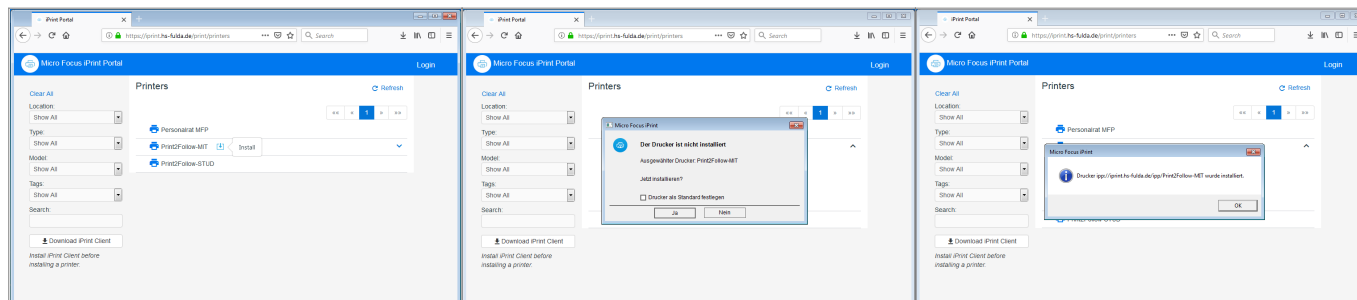 iPrint Portal
https://iprint.hs-fulda.de/print/printers
Search
Micro Focus iPrint Portal
Login
Clear All
Location:
Show All
Type:
Show All
Model:
Show All
Tags:
Show All
Search:
Download iPrint Client
Install iPrint Client before
installing a printer.
Printers
Refresh
«« « 1 » »»
Personalrat MFP
Print2Follow-MIT
Install
Print2Follow-STUD
iPrint Portal
https://iprint.hs-fulda.de/print/printers
Search
Micro Focus iPrint Portal
Login
Clear All
Location:
Show All
Type:
Show All
Model:
Show All
Tags:
Show All
Search:
Download iPrint Client
Install iPrint Client before
installing a printer.
Printers
Refresh
«« « 1 » »»
Micro Focus iPrint
Der Drucker ist nicht installiert
Ausgewählter Drucker: Print2Follow-MIT
Jetzt installieren?
Drucker als Standard festlegen
Ja Nein
iPrint Portal
https://iprint.hs-fulda.de/print/printers
Search
Micro Focus iPrint Portal
Login
Clear All
Location:
Show All
Type:
Show All
Model:
Show All
Tags:
Show All
Search:
Download iPrint Client
Install iPrint Client before
installing a printer.
Printers
Refresh
«« « 1 » »»
Personalrat MFP
Micro Focus iPrint
Drucker ipp://iprint.hs-fulda.de/ipp/Print2Follow-MIT wurde installiert.
OK
Print2Follow-STUD